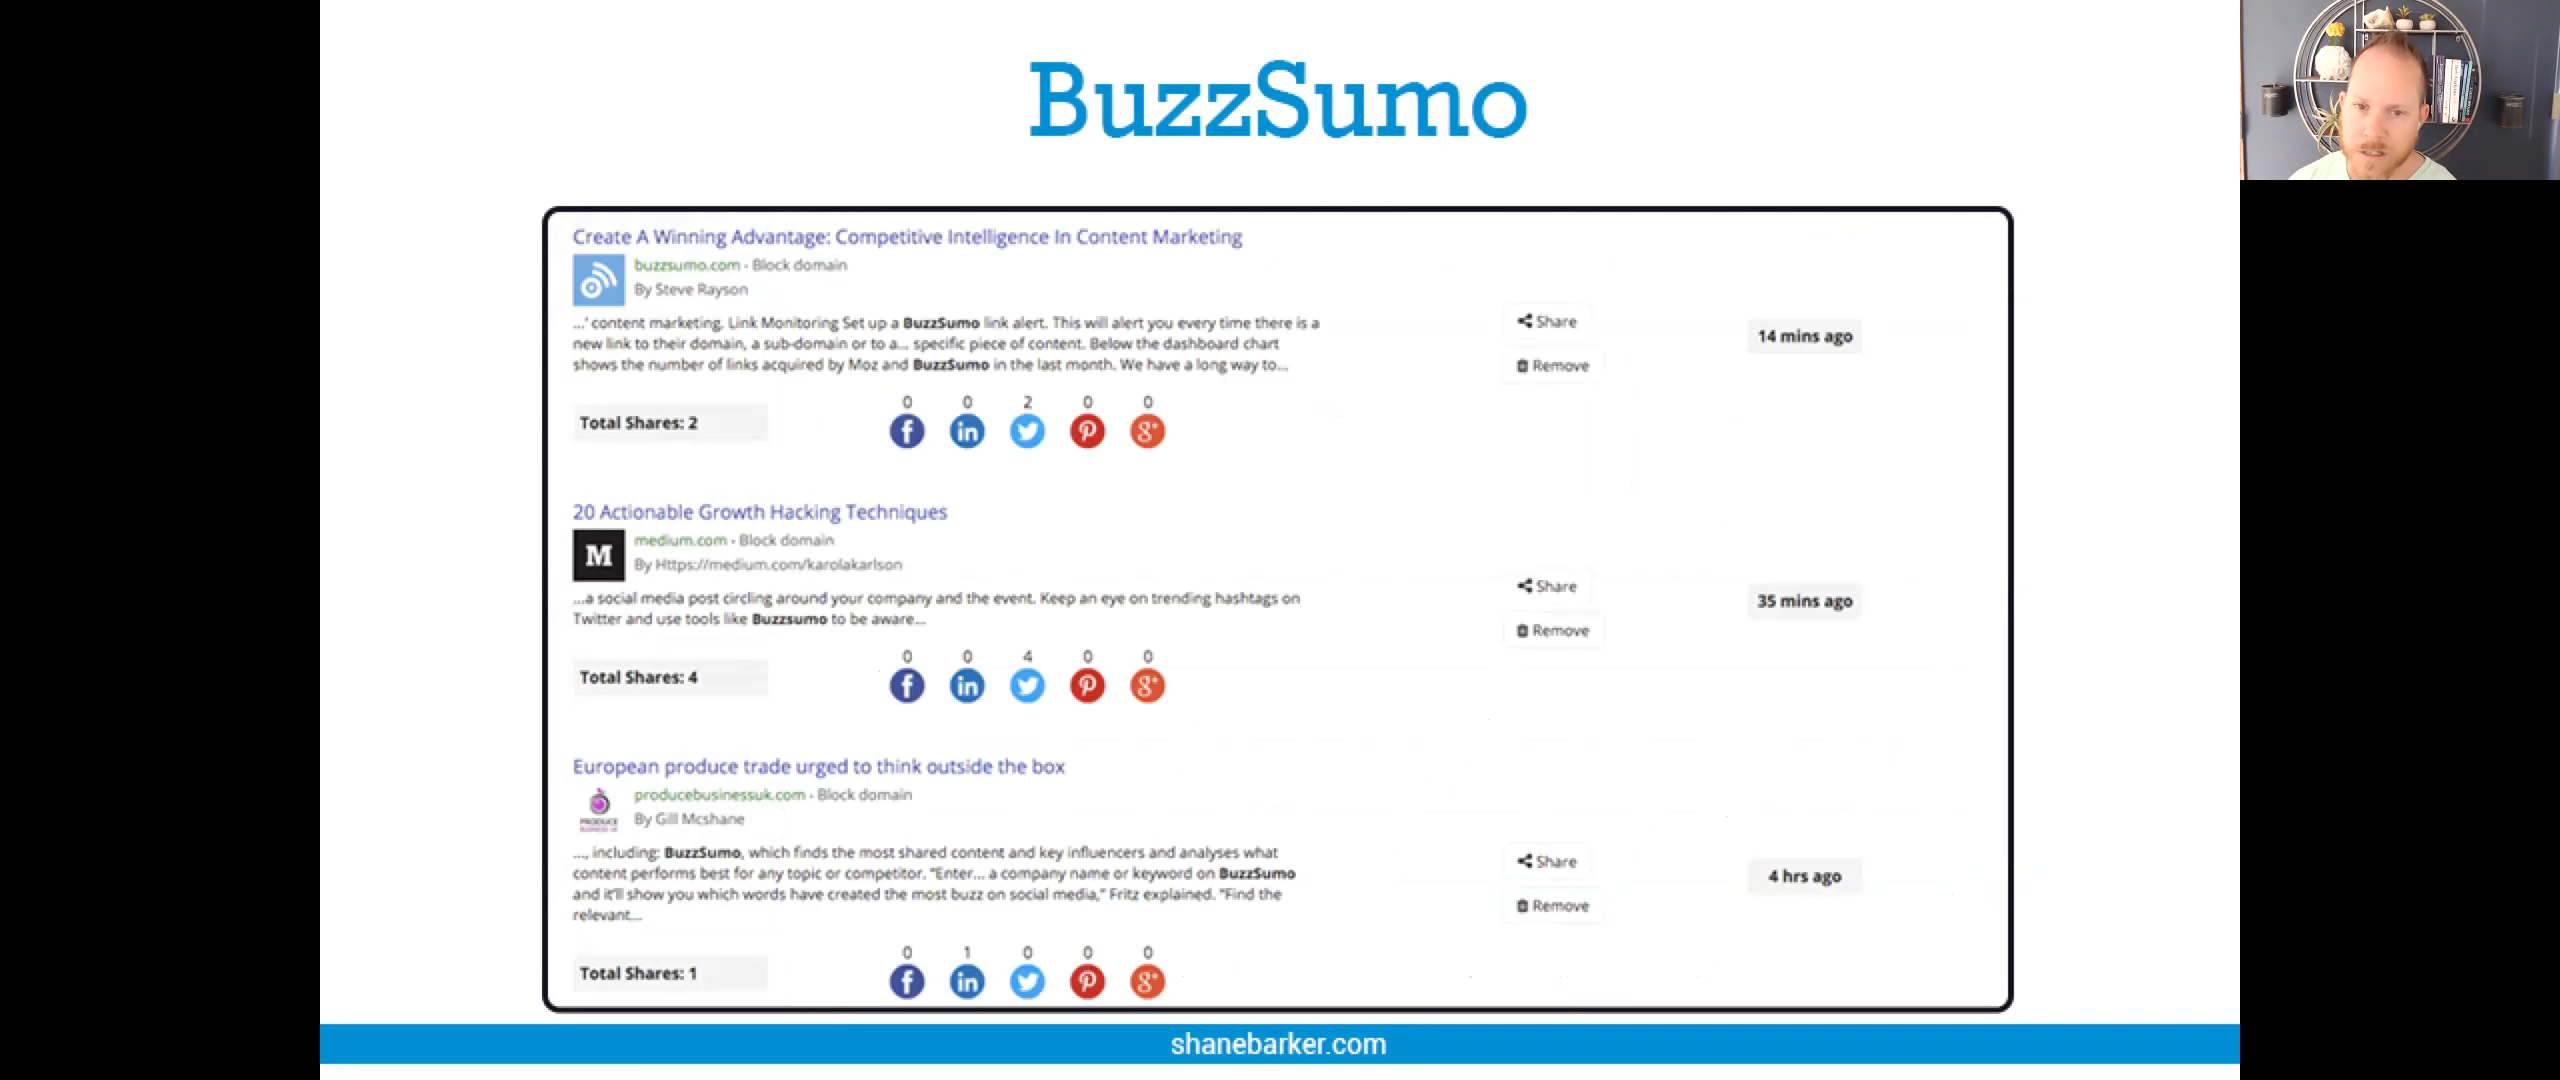 BuzzSumo
Create A Winning Advantage: Competitive Intelligence In Content Marketing
buzzsumo.com - Block domain
By Steve Rayson
...' content marketing. Link Monitoring Set up a BuzzSumo link alert. This will alert you every time there is a
new link to their domain, a sub-domain or to a... specific piece of content. Below the dashboard chart
shows the number of links acquired by Moz and BuzzSumo in the last month. We have a long way to...
Share
Remove
14 mins ago
Total Shares: 2
0 0 2 0 0
f in g+
20 Actionable Growth Hacking Techniques
M
medium.com - Block domain
By Https://medium.com/karolakarlson
...a social media post circling around your company and the event. Keep an eye on trending hashtags on
Twitter and use tools like Buzzsumo to be aware...
Share
Remove
35 mins ago
Total Shares: 4
0 0 4 0 0
f in g+
European produce trade urged to think outside the box
PRODUCE
producebusinessuk.com - Block domain
By Gill Mcshane
..., including: BuzzSumo, which finds the most shared content and key influencers and analyses what
content performs best for any topic or competitor. "Enter... a company name or keyword on BuzzSumo
and it'll show you which words have created the most buzz on social media," Fritz explained. "Find the
relevant...
Share
Remove
4 hrs ago
Total Shares: 1
0 1 0 0 0
f in g+
shanebarker.com